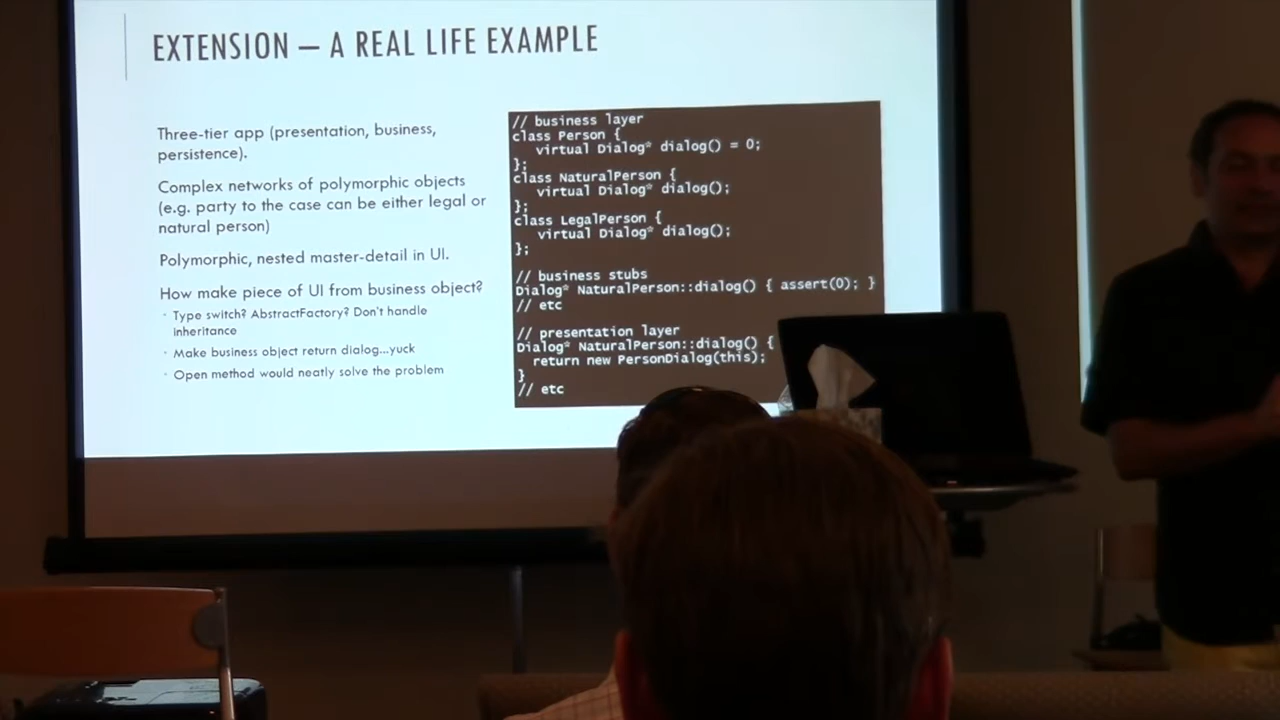 EXTENSION – A REAL LIFE EXAMPLE
Three-tier app (presentation, business,
persistence).
Complex networks of polymorphic objects
(e.g. party to the case can be either legal or
natural person)
Polymorphic, nested master-detail in UI.
How make piece of UI from business object?
Type switch? AbstractFactory? Don't handle
inheritance
Make business object return dialog...yuck
Open method would neatly solve the problem
// business layer
class Person {
virtual Dialog* dialog() = 0;
};
class NaturalPerson {
virtual Dialog* dialog();
};
class LegalPerson {
virtual Dialog* dialog();
};
// business stubs
Dialog* NaturalPerson::dialog() { assert(0); }
// etc
// presentation layer
Dialog* NaturalPerson::dialog() {
return new PersonDialog(this);
}
// etc